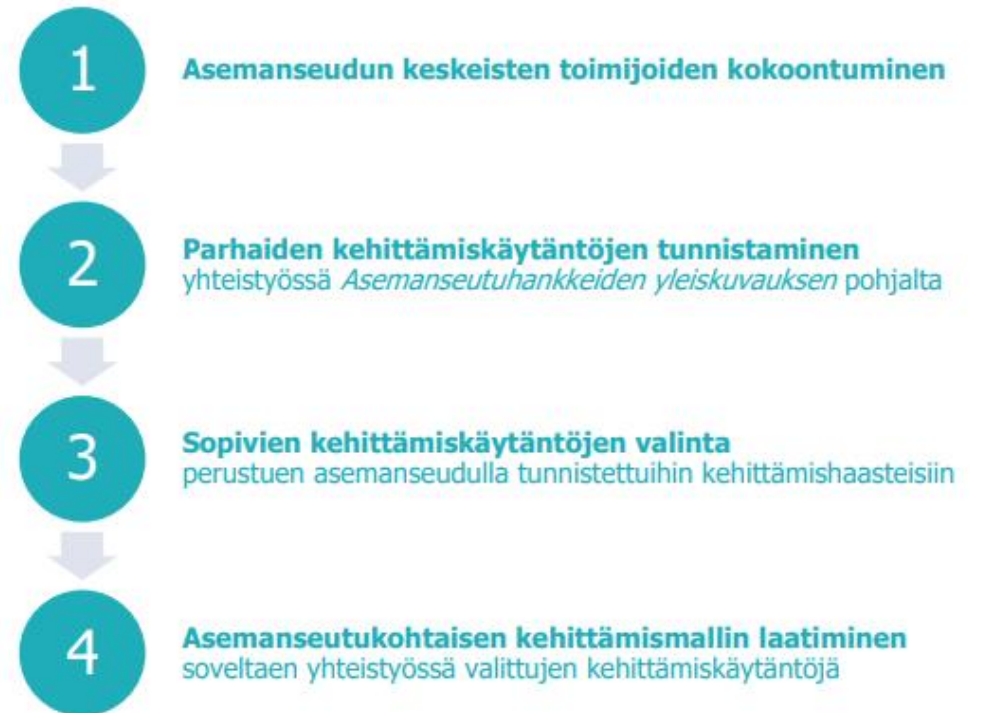 1
Asemanseudun keskeisten toimijoiden kokoontuminen
2
Parhaiden kehittämiskäytäntöjen tunnistaminen
yhteistyössä Asemanseutuhankkeiden yleiskuvauksen pohjalta
3
Sopivien kehittämiskäytäntöjen valinta
perustuen asemanseudulla tunnistettuihin kehittämishaasteisiin
4
Asemanseutukohtaisen kehittämismallin laatiminen
soveltaen yhteistyössä valittujen kehittämiskäytäntöjä